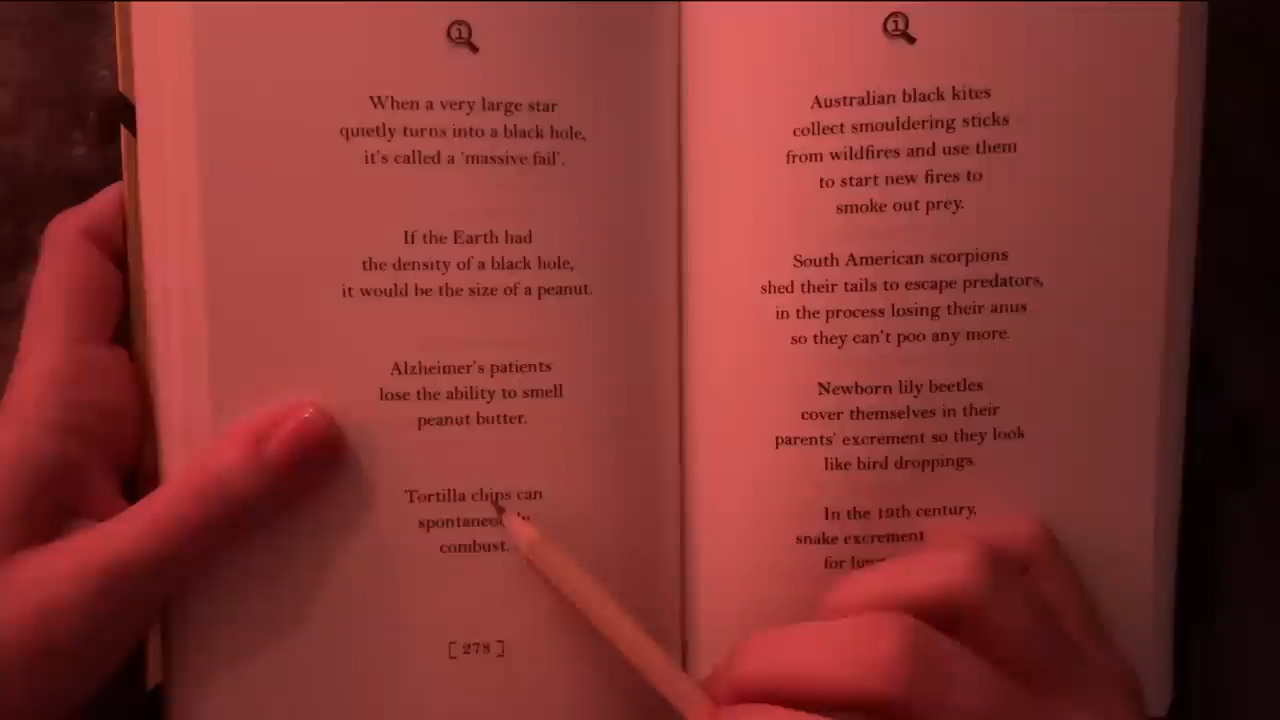 When a very large star
quietly turns into a black hole,
it's called a 'massive fail'.
If the Earth had
the density of a black hole,
it would be the size of a peanut.
Alzheimer's patients
lose the ability to smell
peanut butter.
Tortilla chips can
combust.
[ 278 ]
Australian black kites
collect smouldering sticks
from wildfires and use them
to start new fires to
smoke out prey.
South American scorpions
shed their tails to escape predators,
in the process losing their anus
so they can't poo any more.
Newborn lily beetles
cover themselves in their
parents' excrement so they look
like bird droppings.
In the 19th century,
snake excrement
for